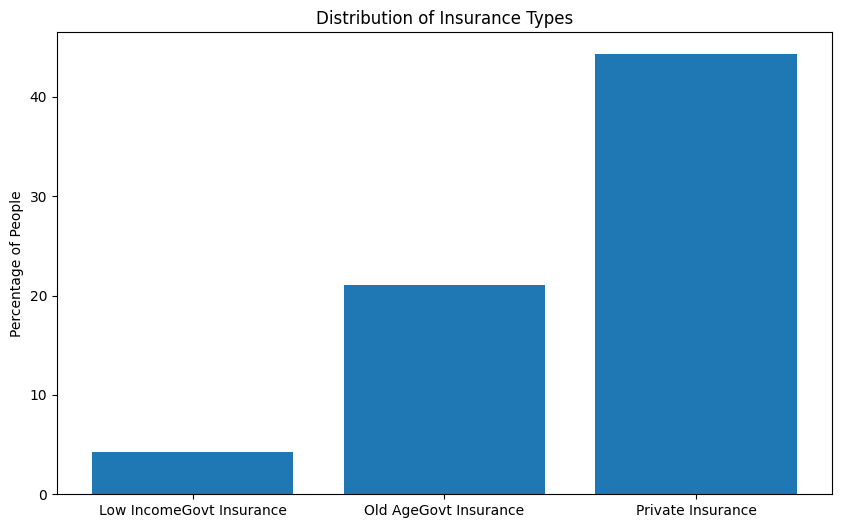 Distribution of Insurance Types
Percentage of People
40
30
20
10
0
Low IncomeGovt Insurance
Old AgeGovt Insurance
Private Insurance